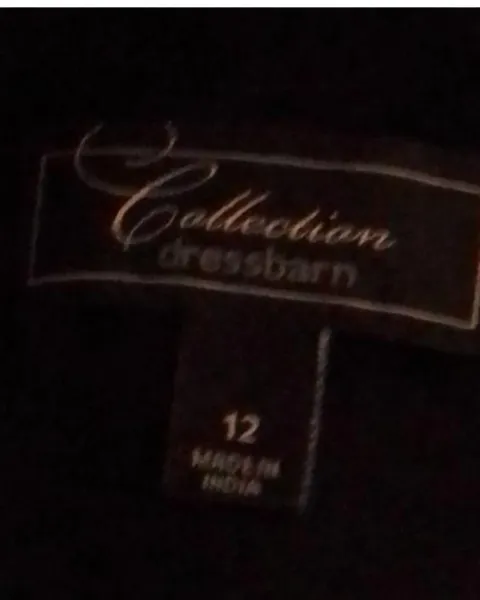 Collection
dressbarn
12
MADE IN
INDIA